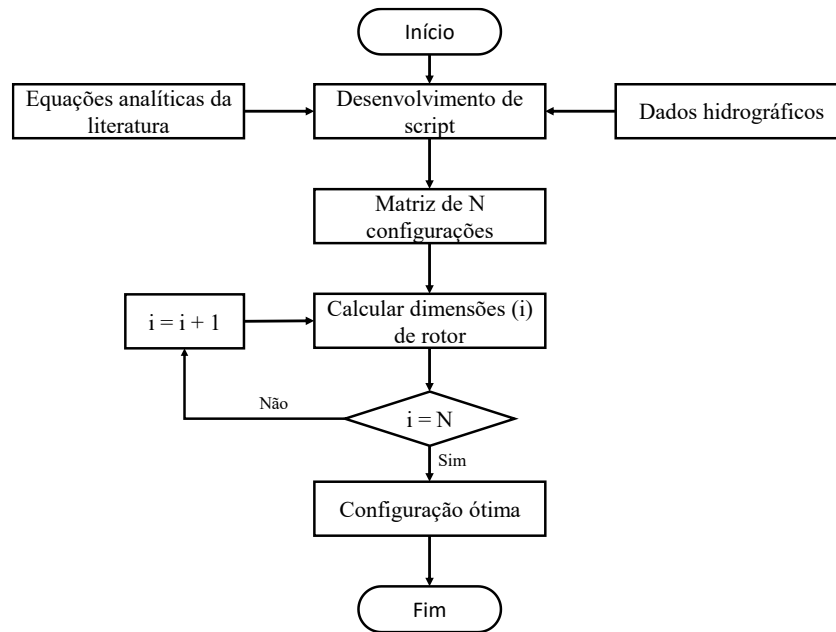 Início
Equações analíticas da
literatura
Desenvolvimento de
script
Dados hidrográficos
Matriz de N
configurações
i = i + 1
Calcular dimensões (i)
de rotor
Não
i = N
Sim
Configuração ótima
Fim